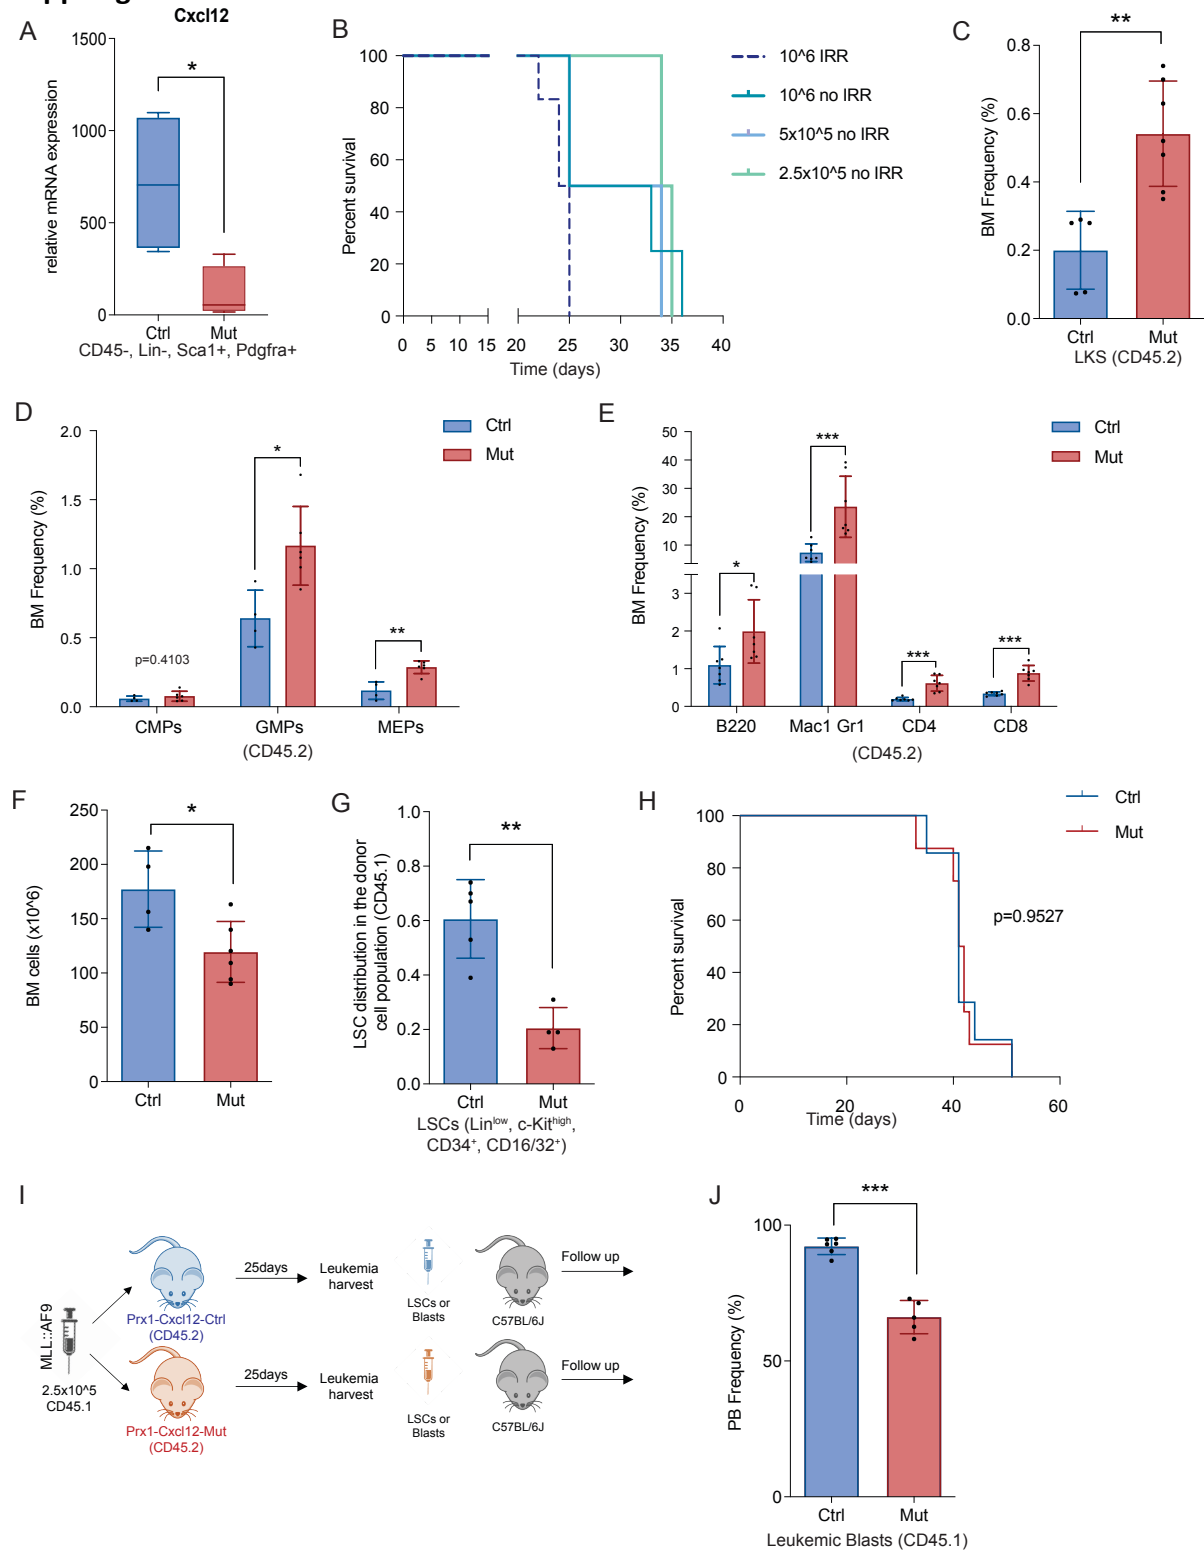 A
Cxcl12
relative mRNA expression
1500
1000
500
0
*
Ctrl
Mut
CD45-, Lin-, Sca1+, Pdgfra+
B
Percent survival
100
80
60
40
20
0
0 5 10 15 20 25 30 35 40
Time (days)
10^6 IRR
10^6 no IRR
5x10^5 no IRR
2.5x10^5 no IRR
C
BM Frequency (%)
0.8
0.6
0.4
0.2
0.0
**
Ctrl
Mut
LKS (CD45.2)
D
BM Frequency (%)
2.0
1.5
1.0
0.5
0.0
p=0.4103
*
**
Ctrl
Mut
CMPs
GMPs
MEPs
(CD45.2)
E
BM Frequency (%)
50
40
30
20
10
3
2
1
0
*
***
***
***
Ctrl
Mut
B220
Mac1 Gr1
CD4
CD8
(CD45.2)
F
BM cells (x10^6)
250
200
150
100
50
0
*
Ctrl
Mut
G
LSC distribution in the donor
cell population (CD45.1)
1.0
0.8
0.6
0.4
0.2
0.0
**
Ctrl
Mut
LSCs (Linlow, c-Kithigh,
CD34+, CD16/32+)
H
Percent survival
100
80
60
40
20
0
0 20 40 60
Time (days)
Ctrl
Mut
p=0.9527
I
MLL::AF9
2.5x10^5
CD45.1
Prx1-Cxcl12-Ctrl
(CD45.2)
25days
Leukemia
harvest
LSCs or
Blasts
C57BL/6J
Follow up
Prx1-Cxcl12-Mut
(CD45.2)
25days
Leukemia
harvest
LSCs or
Blasts
C57BL/6J
Follow up
J
PB Frequency (%)
100
50
0
***
Ctrl
Mut
Leukemic Blasts (CD45.1)